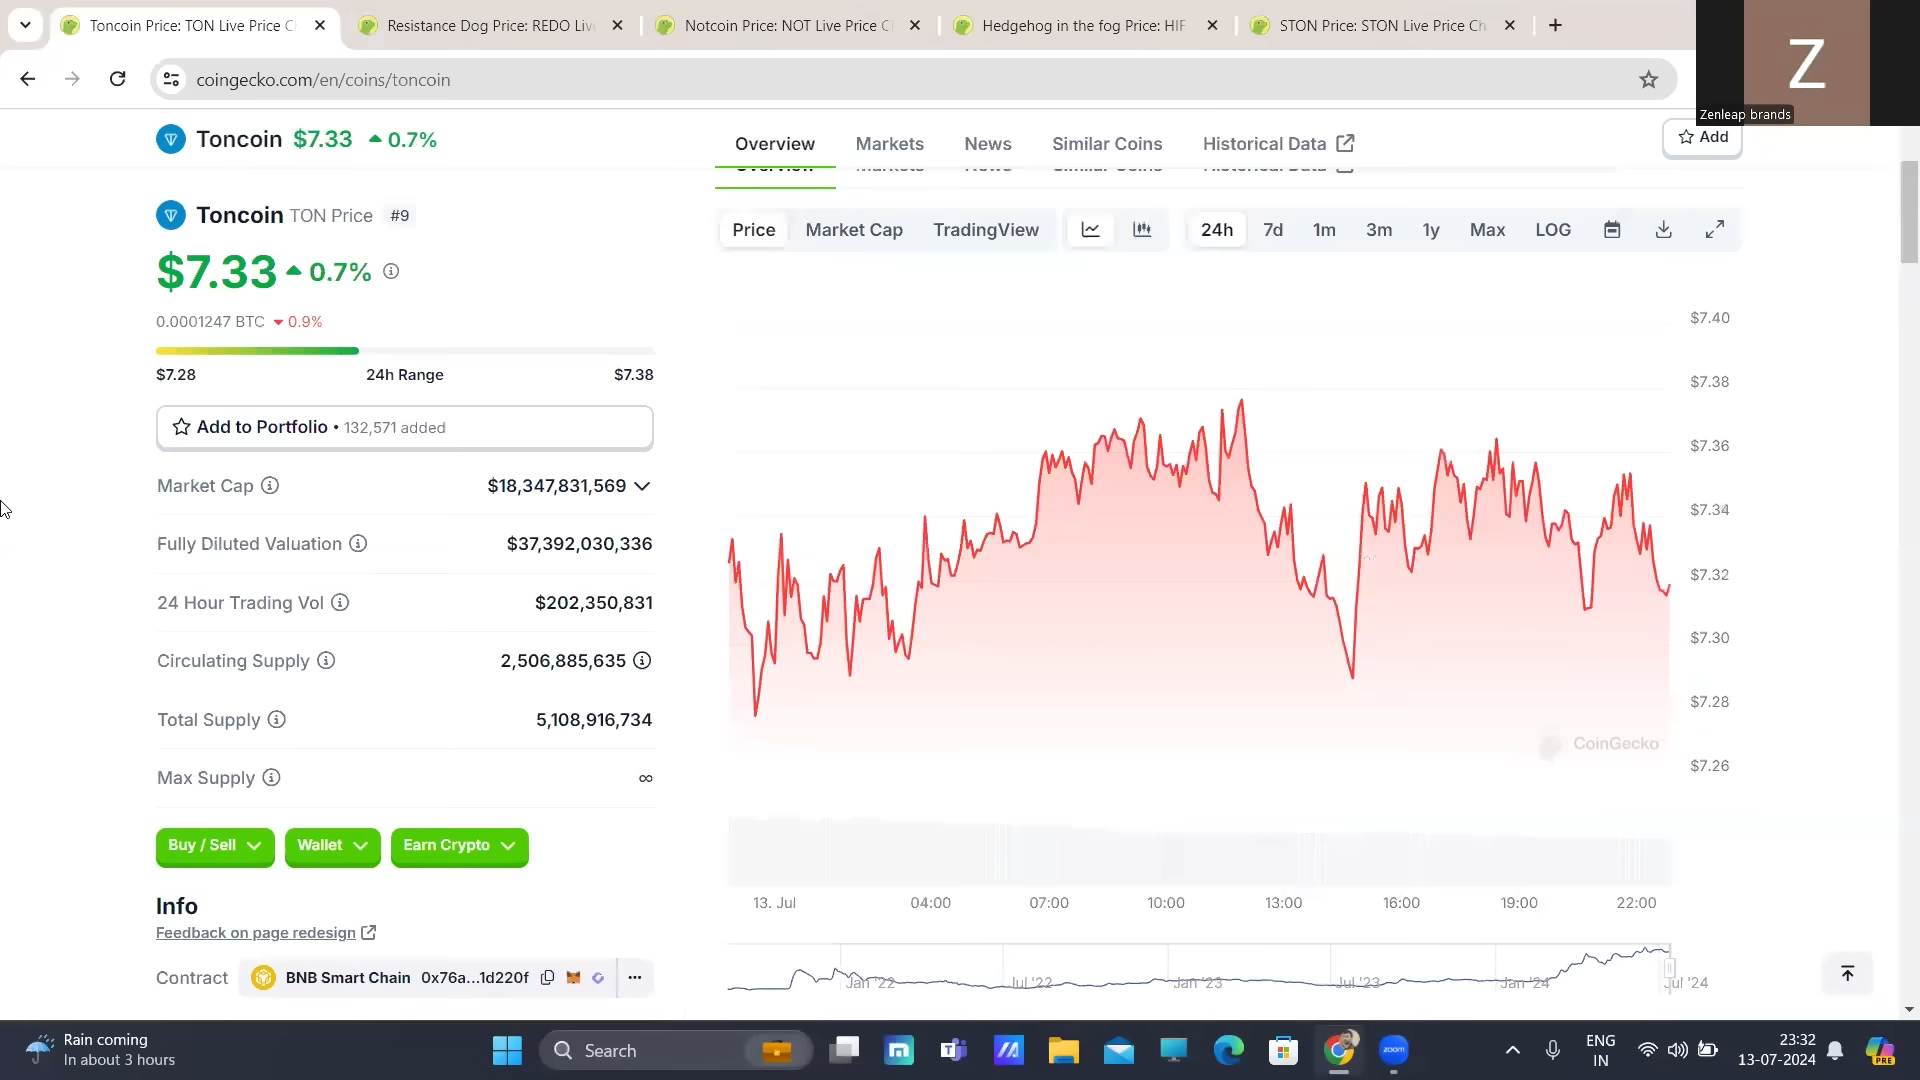 Toncoin Price: TON Live Price C
Resistance Dog Price: REDO Liv
Notcoin Price: NOT Live Price C
Hedgehog in the fog Price: HIF
STON Price: STON Live Price Ch
coingecko.com/en/coins/toncoin
Z
Zenleap brands
Toncoin $7.33 0.7%
Overview Markets News Similar Coins Historical Data
Add
Overview Markets News Similar Coins Historical Data
Toncoin TON Price #9
$7.33 0.7%
0.0001247 BTC 0.9%
$7.28 24h Range $7.38
Add to Portfolio • 132,571 added
Market Cap $18,347,831,569
Fully Diluted Valuation $37,392,030,336
24 Hour Trading Vol $202,350,831
Circulating Supply 2,506,885,635
Total Supply 5,108,916,734
Max Supply ∞
Buy / Sell Wallet Earn Crypto
Info
Feedback on page redesign
Contract BNB Smart Chain 0x76a...1d220f
Price Market Cap TradingView 24h 7d 1m 3m 1y Max LOG
$7.40
$7.38
$7.36
$7.34
$7.32
$7.30
$7.28
$7.26
CoinGecko
13. Jul 04:00 07:00 10:00 13:00 16:00 19:00 22:00
Jan '22 Jul '22 Jan '23 Jul '23 Jan '24 Jul '24
Rain coming
In about 3 hours
Search
zoom
ENG
IN
23:32
13-07-2024
PRE